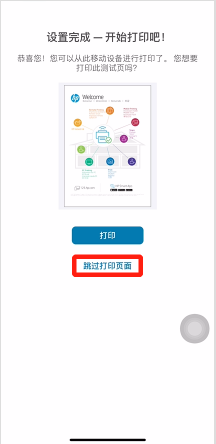 设置完成 — 开始打印吧！
恭喜您！您可以从此移动设备进行打印了。 您想要
打印此测试页吗?
hp
Welcome
打印
跳过打印页面